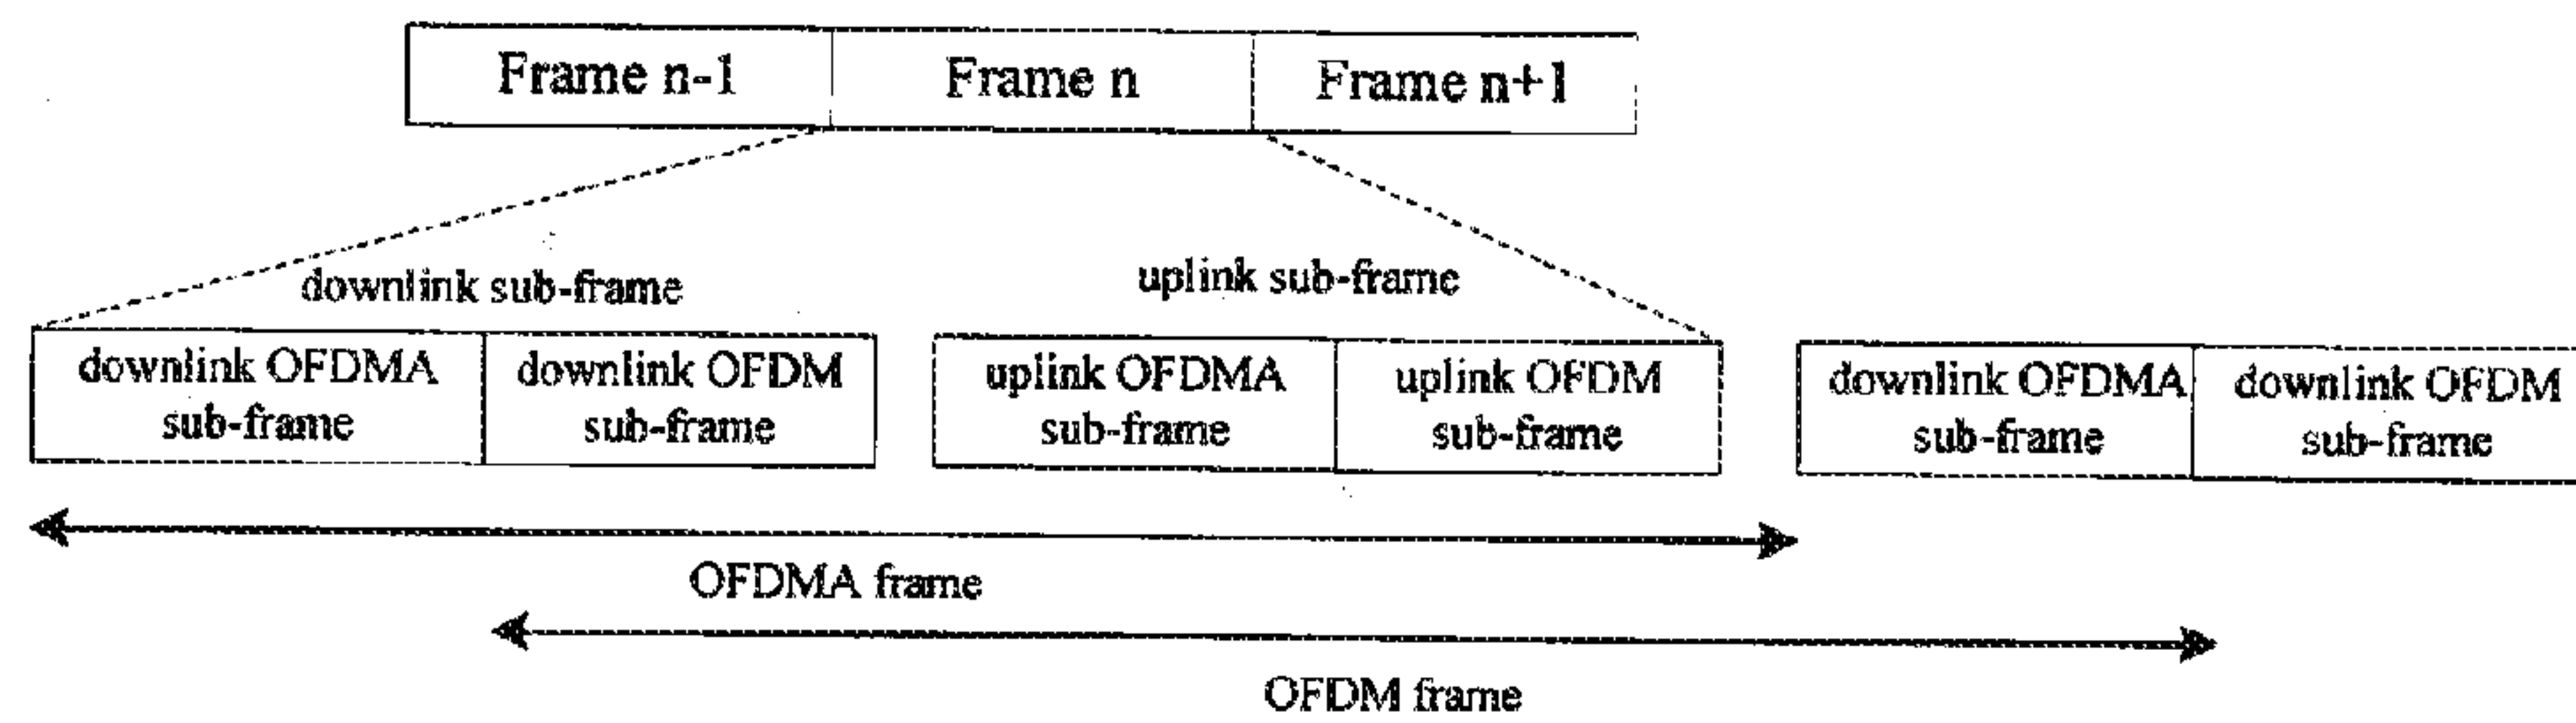 Frame n-1 Frame n Frame n+1
downlink sub-frame uplink sub-frame
downlink OFDMA sub-frame
downlink OFDM sub-frame
uplink OFDMA sub-frame
uplink OFDM sub-frame
downlink OFDMA sub-frame
downlink OFDM sub-frame
OFDMA frame
OFDM frame